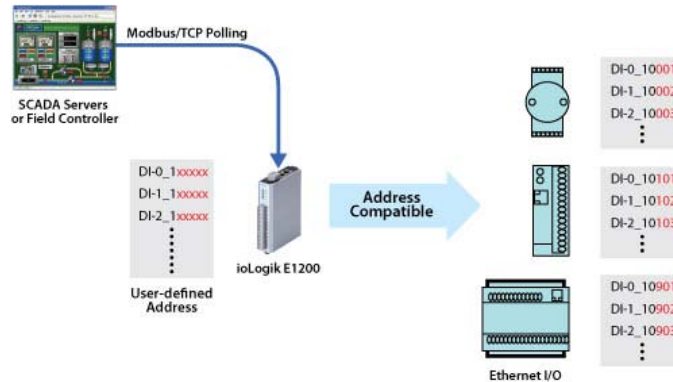 Modbus/TCP Polling
SCADA Servers
or Field Controller
DI-0_1xxxxx
DI-1_1xxxxx
DI-2_1xxxxx
User-defined
Address
ioLogik E1200
Address
Compatible
DI-0_10001
DI-1_10002
DI-2_10003
DI-0_10101
DI-1_10102
DI-2_10103
DI-0_10901
DI-1_10902
DI-2_10903
Ethernet I/O